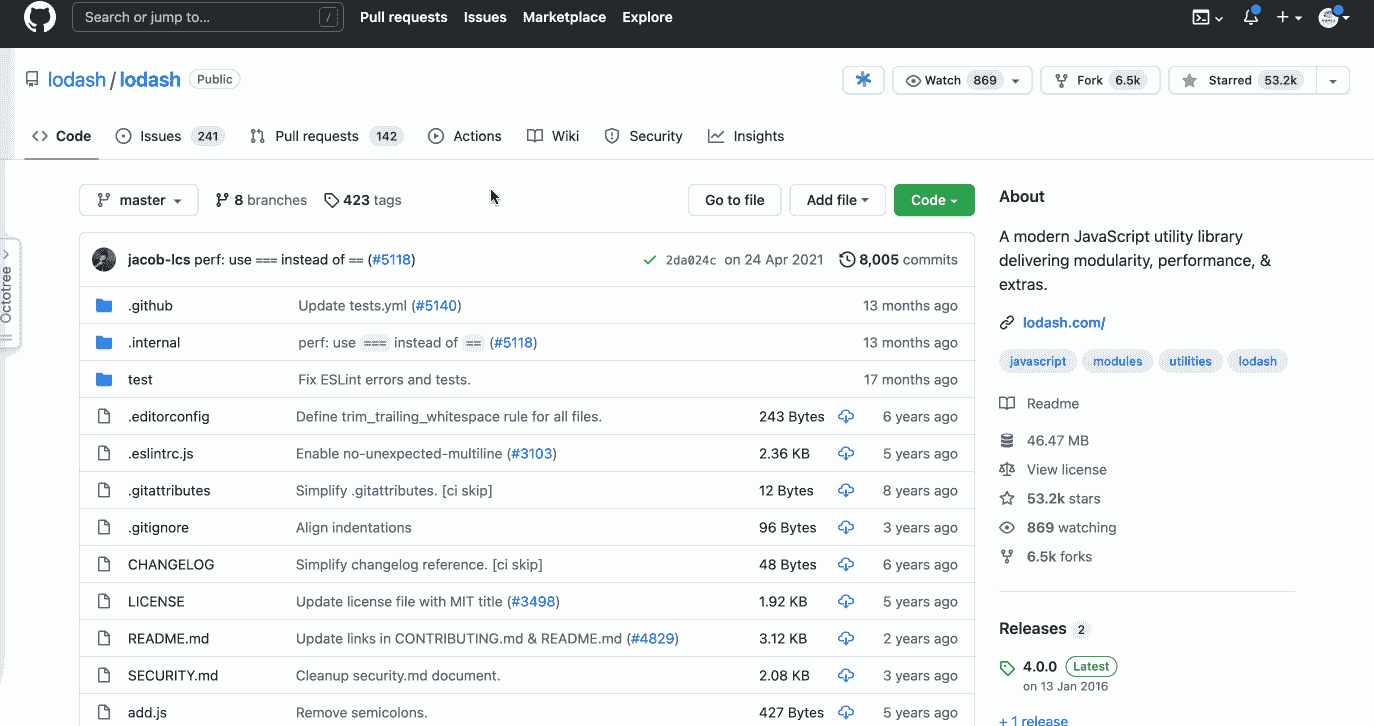 Search or jump to... /
Pull requests Issues Marketplace Explore
lodash / lodash Public
Watch 869 Fork 6.5k Starred 53.2k
Code Issues 241 Pull requests 142 Actions Wiki Security Insights
master 8 branches 423 tags Go to file Add file Code
jacob-lcs perf: use === instead of == (#5118) 2da024c on 24 Apr 2021 8,005 commits
.github Update tests.yml (#5140) 13 months ago
.internal perf: use === instead of == (#5118) 13 months ago
test Fix ESLint errors and tests. 17 months ago
.editorconfig Define trim_trailing_whitespace rule for all files. 243 Bytes 6 years ago
.eslintrc.js Enable no-unexpected-multiline (#3103) 2.36 KB 5 years ago
.gitattributes Simplify .gitattributes. [ci skip] 12 Bytes 8 years ago
.gitignore Align indentations 96 Bytes 3 years ago
CHANGELOG Simplify changelog reference. [ci skip] 48 Bytes 6 years ago
LICENSE Update license file with MIT title (#3498) 1.92 KB 5 years ago
README.md Update links in CONTRIBUTING.md & README.md (#4829) 3.12 KB 2 years ago
SECURITY.md Cleanup security.md document. 2.08 KB 3 years ago
add.js Remove semicolons. 427 Bytes 5 years ago
Octotree
About
A modern JavaScript utility library
delivering modularity, performance, &
extras.
lodash.com/
javascript modules utilities lodash
Readme
46.47 MB
View license
53.2k stars
869 watching
6.5k forks
Releases 2
4.0.0 Latest
on 13 Jan 2016
+ 1 release